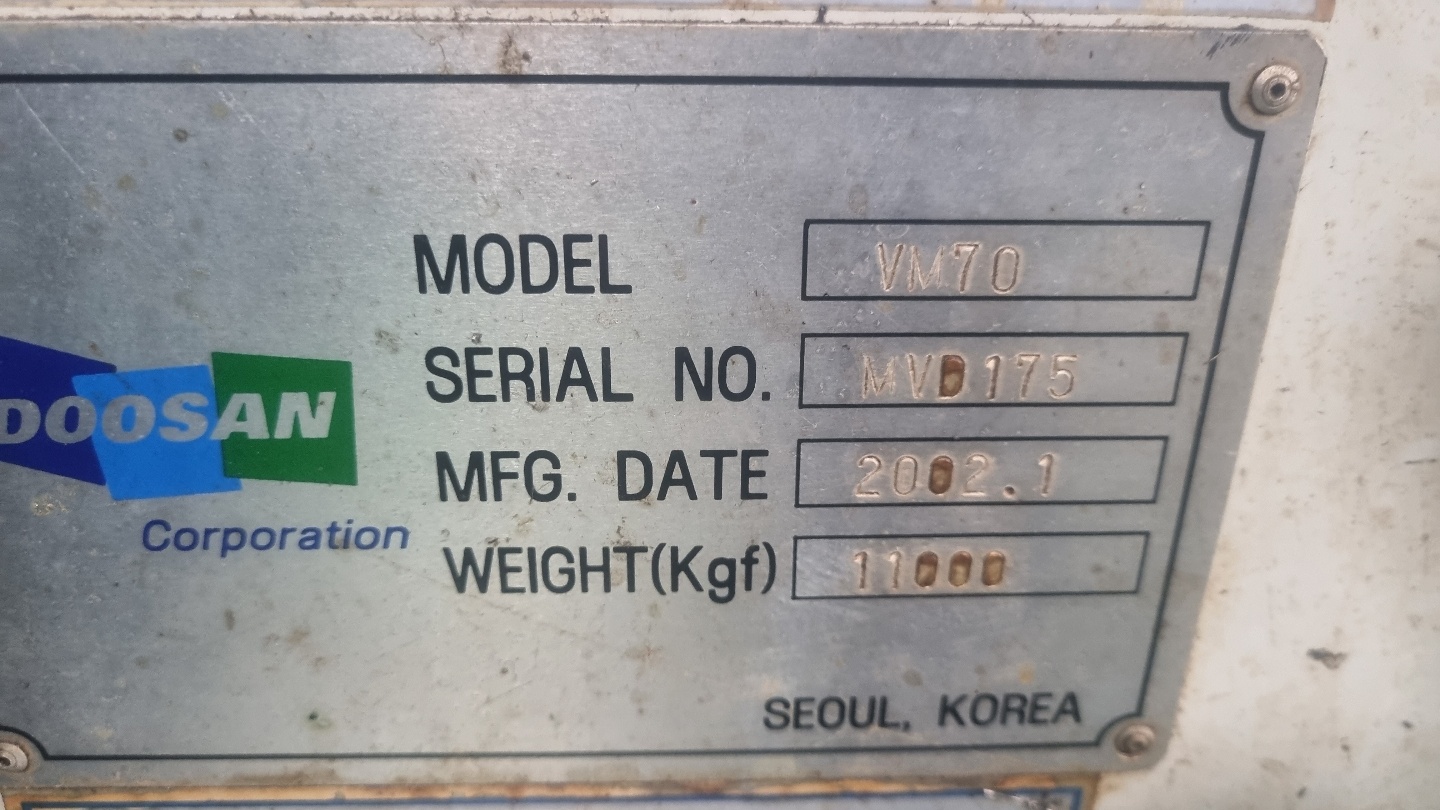 MODEL VM70
SERIAL NO. MVD175
DOOSAN
MFG. DATE 2002.1
Corporation
WEIGHT(Kgf) 11000
SEOUL, KOREA